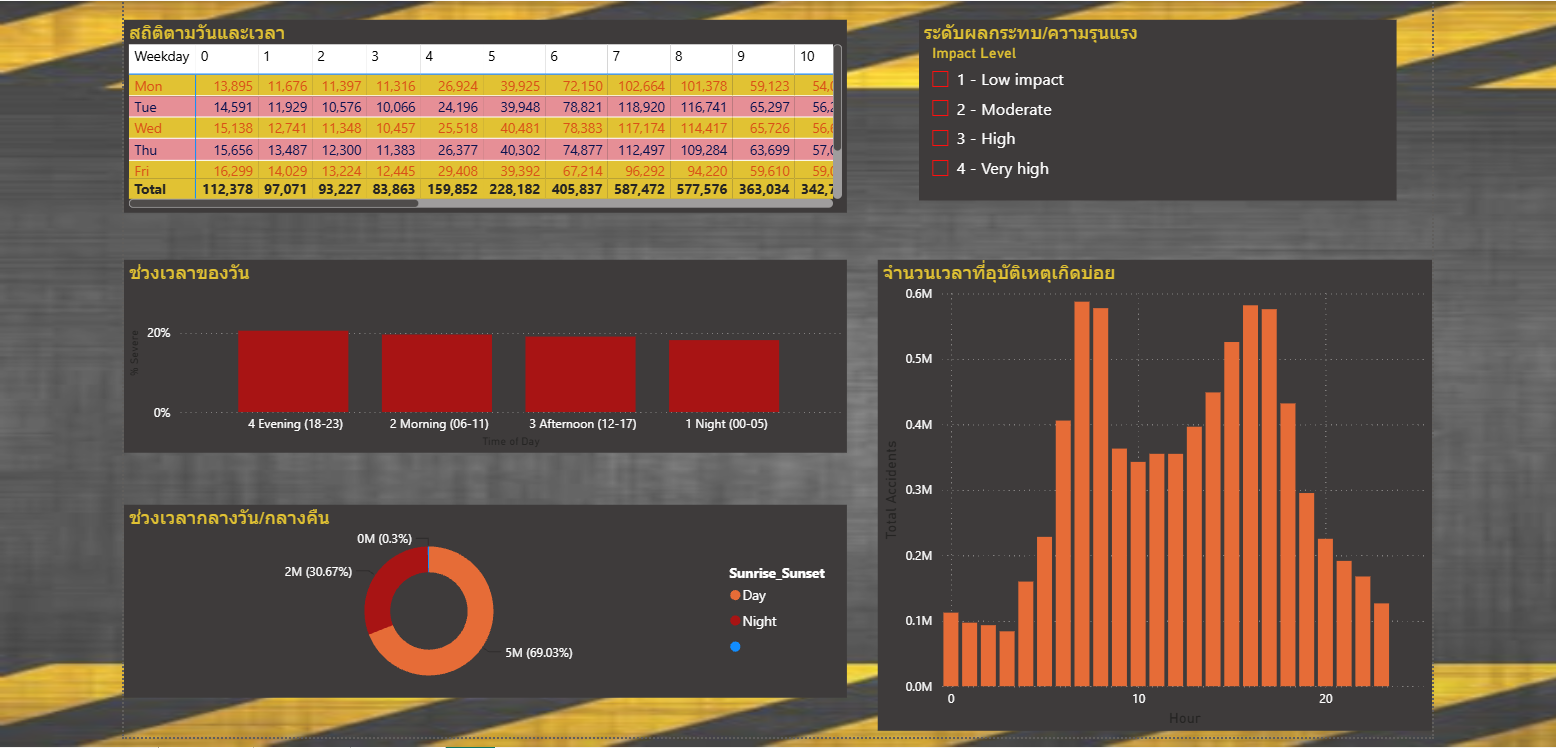 สถิติตามวันและเวลา
Weekday 0 1 2 3 4 5 6 7 8 9 10
Mon 13,895 11,676 11,397 11,316 26,924 39,925 72,150 102,664 101,378 59,123 54,0
Tue 14,591 11,929 10,576 10,066 24,196 39,948 78,821 118,920 116,741 65,297 56,2
Wed 15,138 12,741 11,348 10,457 25,518 40,481 78,383 117,174 114,417 65,726 56,6
Thu 15,656 13,487 12,300 11,383 26,377 40,302 74,877 112,497 109,284 63,699 57,0
Fri 16,299 14,029 13,224 12,445 29,408 39,392 67,214 96,292 94,220 59,610 59,0
Total 112,378 97,071 93,227 83,863 159,852 228,182 405,837 587,472 577,576 363,034 342,7
ระดับผลกระทบ/ความรุนแรง
Impact Level
1 - Low impact
2 - Moderate
3 - High
4 - Very high
ช่วงเวลาของวัน
% Severe
20%
0%
4 Evening (18-23) 2 Morning (06-11) 3 Afternoon (12-17) 1 Night (00-05)
Time of Day
ช่วงเวลากลางวัน/กลางคืน
0M (0.3%)
2M (30.67%)
5M (69.03%)
Sunrise_Sunset
Day
Night
จำนวนเวลาที่อุบัติเหตุเกิดบ่อย
Total Accidents
0.6M
0.5M
0.4M
0.3M
0.2M
0.1M
0.0M
0 10 20
Hour